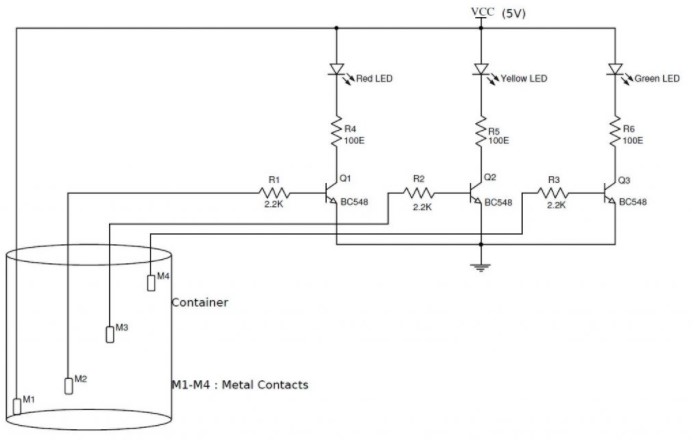 VCC (5V)
Red LED
Yellow LED
Green LED
R4
100E
R5
100E
R6
100E
R1
2.2K
Q1
BC548
R2
2.2K
Q2
BC548
R3
2.2K
Q3
BC548
M4
Container
M3
M2
M1-M4 : Metal Contacts
M1